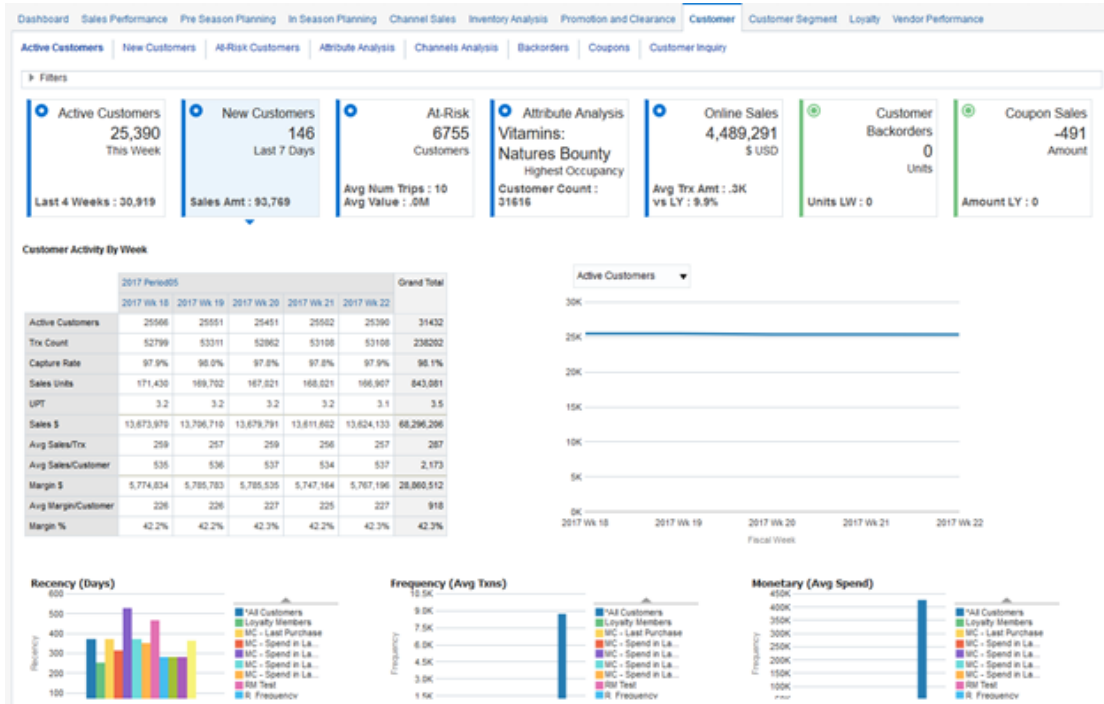 Dashboard Sales Performance Pre Season Planning In Season Planning Channel Sales Inventory Analysis Promotion and Clearance Customer Customer Segment Loyalty Vendor Performance
Active Customers New Customers At-Risk Customers Attribute Analysis Channels Analysis Backorders Coupons Customer Inquiry
Filters
Active Customers
25,390
This Week
Last 4 Weeks : 30,919
New Customers
146
Last 7 Days
Sales Amt : 93,769
At-Risk
6755
Customers
Avg Num Trips : 10
Avg Value : .0M
Attribute Analysis
Vitamins:
Natures Bounty
Highest Occupancy
Customer Count :
31616
Online Sales
4,489,291
$ USD
Avg Trx Amt : .3K
vs LY : 9.9%
Customer
Backorders
0
Units
Units LW : 0
Coupon Sales
-491
Amount
Amount LY : 0
Customer Activity By Week
2017 Period05 Grand Total
2017 Wk 18 2017 Wk 19 2017 Wk 20 2017 Wk 21 2017 Wk 22
Active Customers 25566 25551 25451 25502 25390 31432
Trx Count 52799 53311 52862 53108 53108 238202
Capture Rate 97.9% 98.0% 97.8% 97.8% 97.9% 98.1%
Sales Units 171,430 169,702 167,021 168,021 166,907 843,081
UPT 3.2 3.2 3.2 3.2 3.1 3.5
Sales $ 13,673,970 13,706,710 13,679,791 13,611,602 13,624,133 68,296,206
Avg Sales/Trx 259 257 259 256 257 287
Avg Sales/Customer 535 536 537 534 537 2,173
Margin $ 5,774,834 5,785,783 5,785,535 5,747,164 5,767,196 28,860,512
Avg Margin/Customer 226 226 227 225 227 918
Margin % 42.2% 42.2% 42.3% 42.2% 42.3% 42.3%
Active Customers
30K
25K
20K
15K
10K
5K
0K
2017 Wk 18 2017 Wk 19 2017 Wk 20 2017 Wk 21 2017 Wk 22
Fiscal Week
Recency (Days)
600
500
400
300
200
100
Recency
*All Customers
Loyalty Members
MC - Last Purchase
MC - Spend in La...
MC - Spend in La...
MC - Spend in La...
MC - Spend in La...
RM Test
R_Frequency
Frequency (Avg Txns)
10.5K
9.0K
7.5K
6.0K
4.5K
3.0K
1.5K
Frequency
*All Customers
Loyalty Members
MC - Last Purchase
MC - Spend in La...
MC - Spend in La...
MC - Spend in La...
MC - Spend in La...
RM Test
R_Frequency
Monetary (Avg Spend)
450K
400K
350K
300K
250K
200K
150K
100K
Frequency
*All Customers
Loyalty Members
MC - Last Purchase
MC - Spend in La...
MC - Spend in La...
MC - Spend in La...
MC - Spend in La...
RM Test
R_Frequency